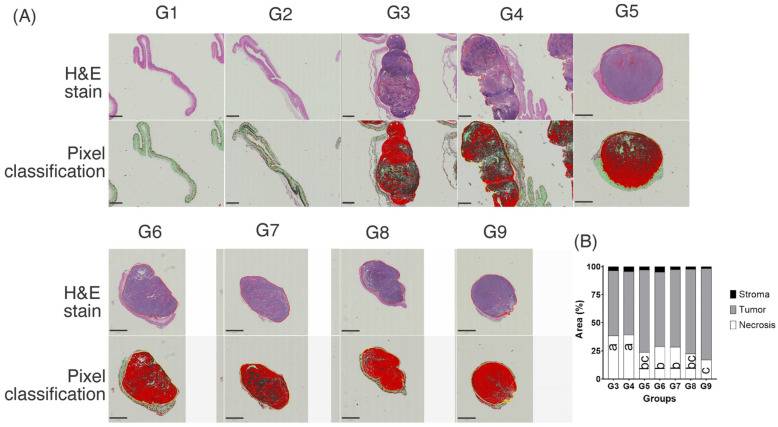 (A)
G1 G2 G3 G4 G5
H&E
stain
Pixel
classification
G6 G7 G8 G9
H&E
stain
Pixel
classification
(B)
100
75
50
25
0
Area (%)
a a bc b b bc c
G3 G4 G5 G6 G7 G8 G9
Groups
Stroma
Tumor
Necrosis